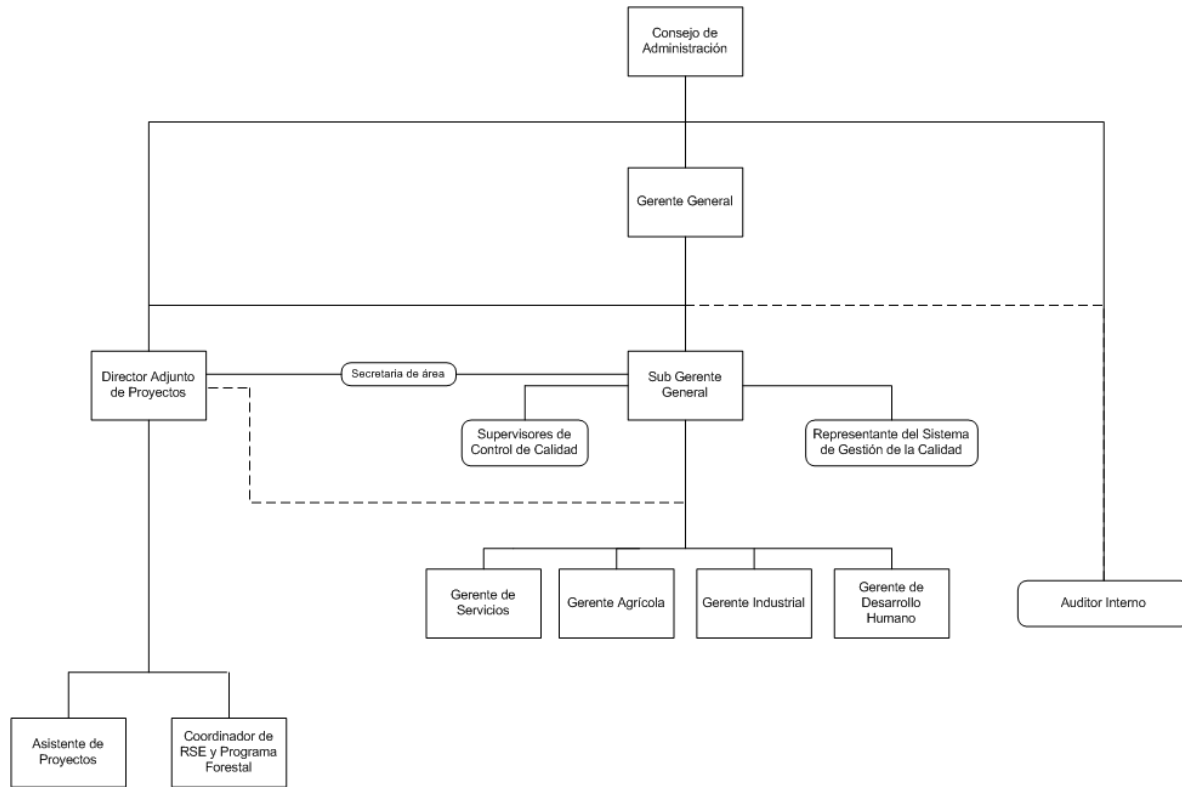 Consejo de
Administración
Gerente General
Director Adjunto
de Proyectos
Secretaria de área
Sub Gerente
General
Supervisores de
Control de Calidad
Representante del Sistema
de Gestión de la Calidad
Gerente de
Servicios
Gerente Agrícola
Gerente Industrial
Gerente de
Desarrollo
Humano
Auditor Interno
Asistente de
Proyectos
Coordinador de
RSE y Programa
Forestal